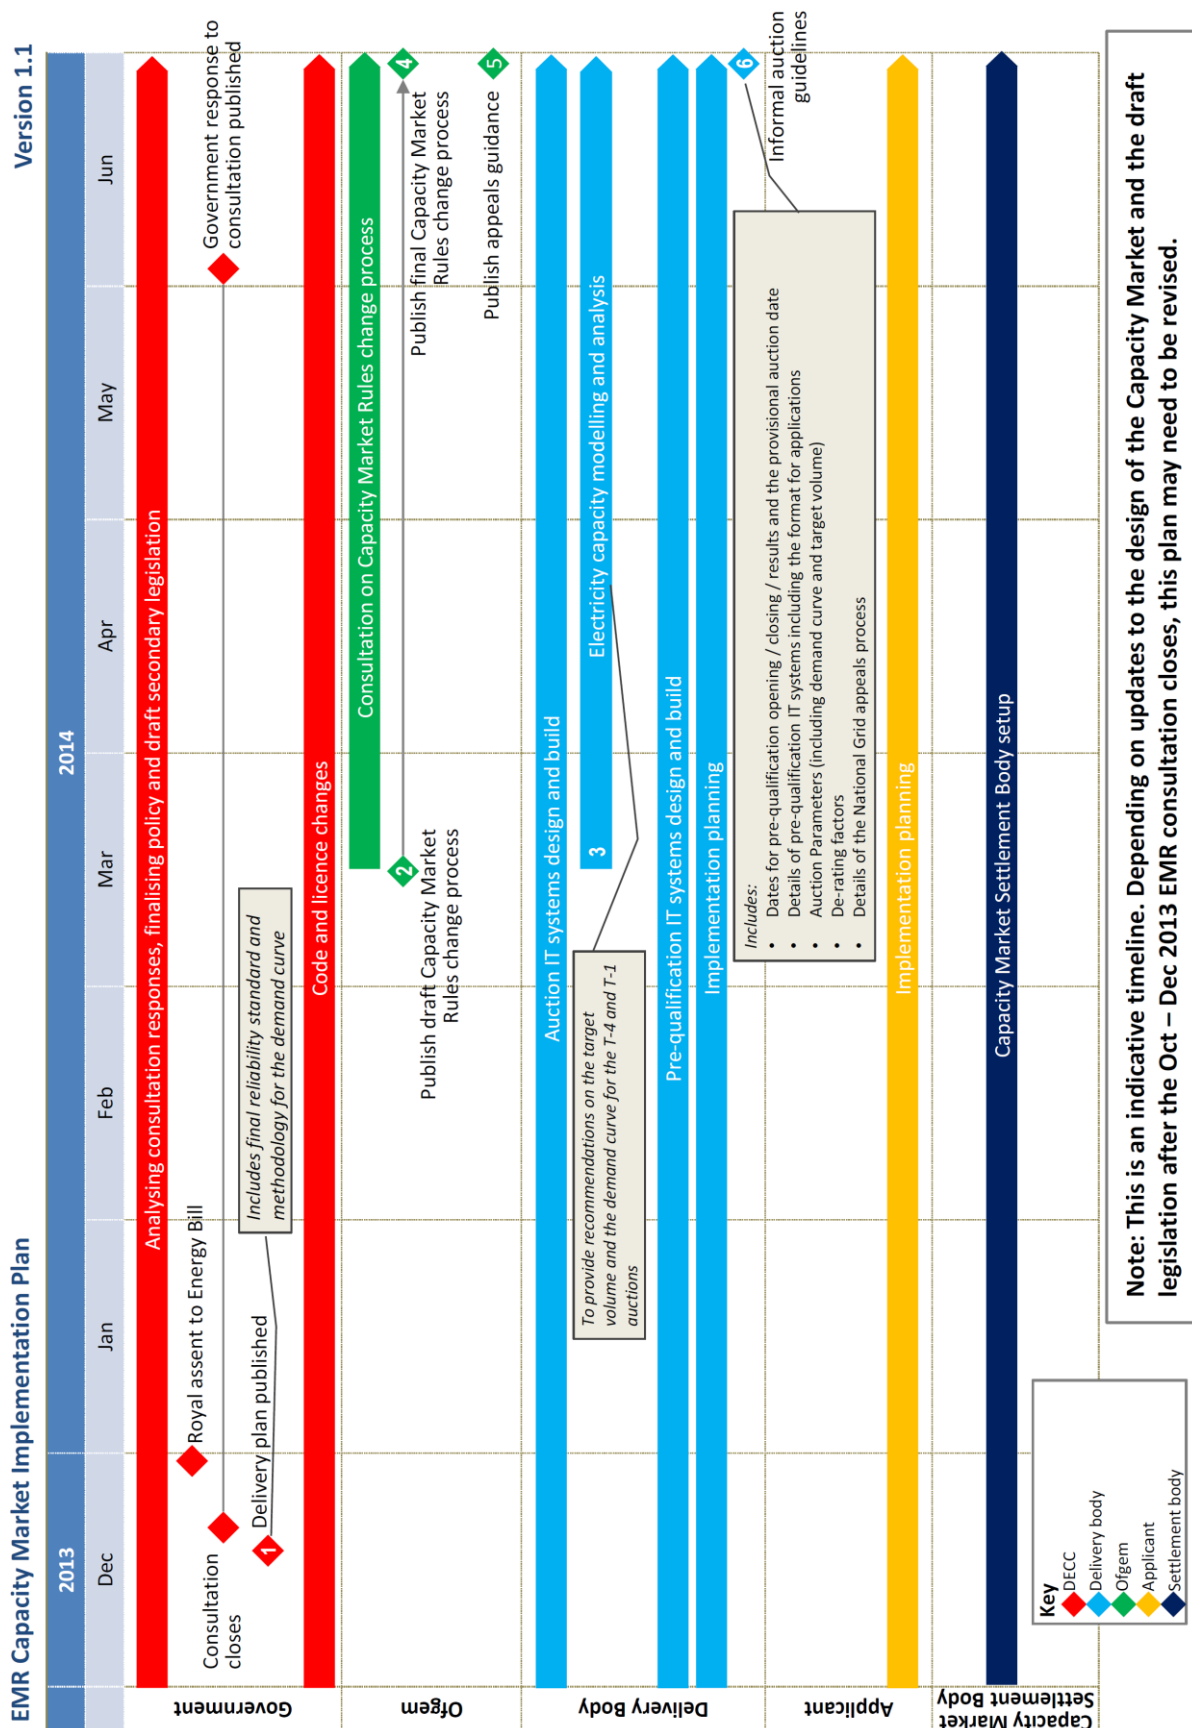 EMR Capacity Market Implementation Plan
Version 1.1
2013
2014
Dec
Jan
Feb
Mar
Apr
May
Jun
Government
Analysing consultation responses, finalising policy and draft secondary legislation
Royal assent to Energy Bill
Consultation
closes
Government response to
consultation published
1
Delivery plan published
Includes final reliability standard and
methodology for the demand curve
Code and licence changes
Ofgem
Consultation on Capacity Market Rules change process
2
4
Publish draft Capacity Market
Rules change process
Publish final Capacity Market
Rules change process
Publish appeals guidance
5
Delivery Body
Auction IT systems design and build
3
Electricity capacity modelling and analysis
To provide recommendations on the target
volume and the demand curve for the T-4 and T-1
auctions
Pre-qualification IT systems design and build
Implementation planning
6
Informal auction
guidelines
Includes:
• Dates for pre-qualification opening / closing / results and the provisional auction date
• Details of pre-qualification IT systems including the format for applications
• Auction Parameters (including demand curve and target volume)
• De-rating factors
• Details of the National Grid appeals process
Applicant
Implementation planning
Capacity Market
Settlement Body
Capacity Market Settlement Body setup
Key
DECC
Delivery body
Ofgem
Applicant
Settlement body
Note: This is an indicative timeline. Depending on updates to the design of the Capacity Market and the draft
legislation after the Oct – Dec 2013 EMR consultation closes, this plan may need to be revised.